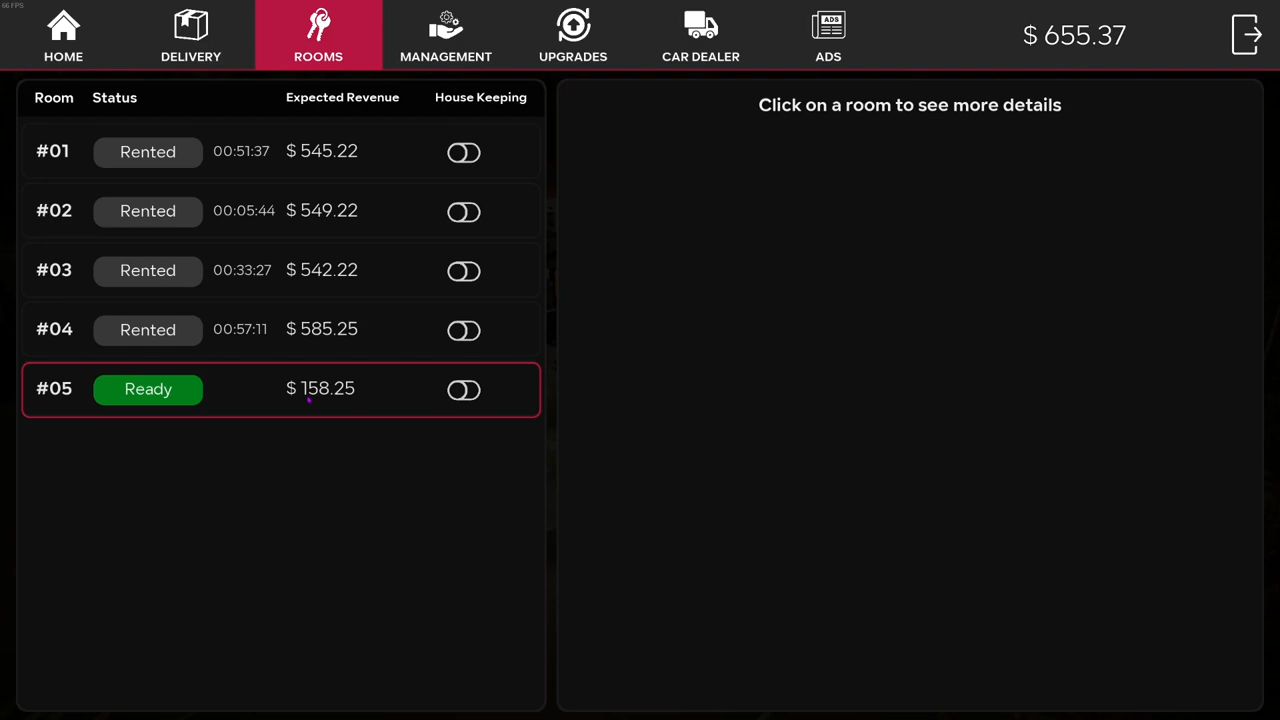 66 FPS
HOME DELIVERY ROOMS MANAGEMENT UPGRADES CAR DEALER ADS $ 655.37
ADS
Room Status Expected Revenue House Keeping
#01 Rented 00:51:37 $ 545.22
#02 Rented 00:05:44 $ 549.22
#03 Rented 00:33:27 $ 542.22
#04 Rented 00:57:11 $ 585.25
#05 Ready $ 158.25
Click on a room to see more details